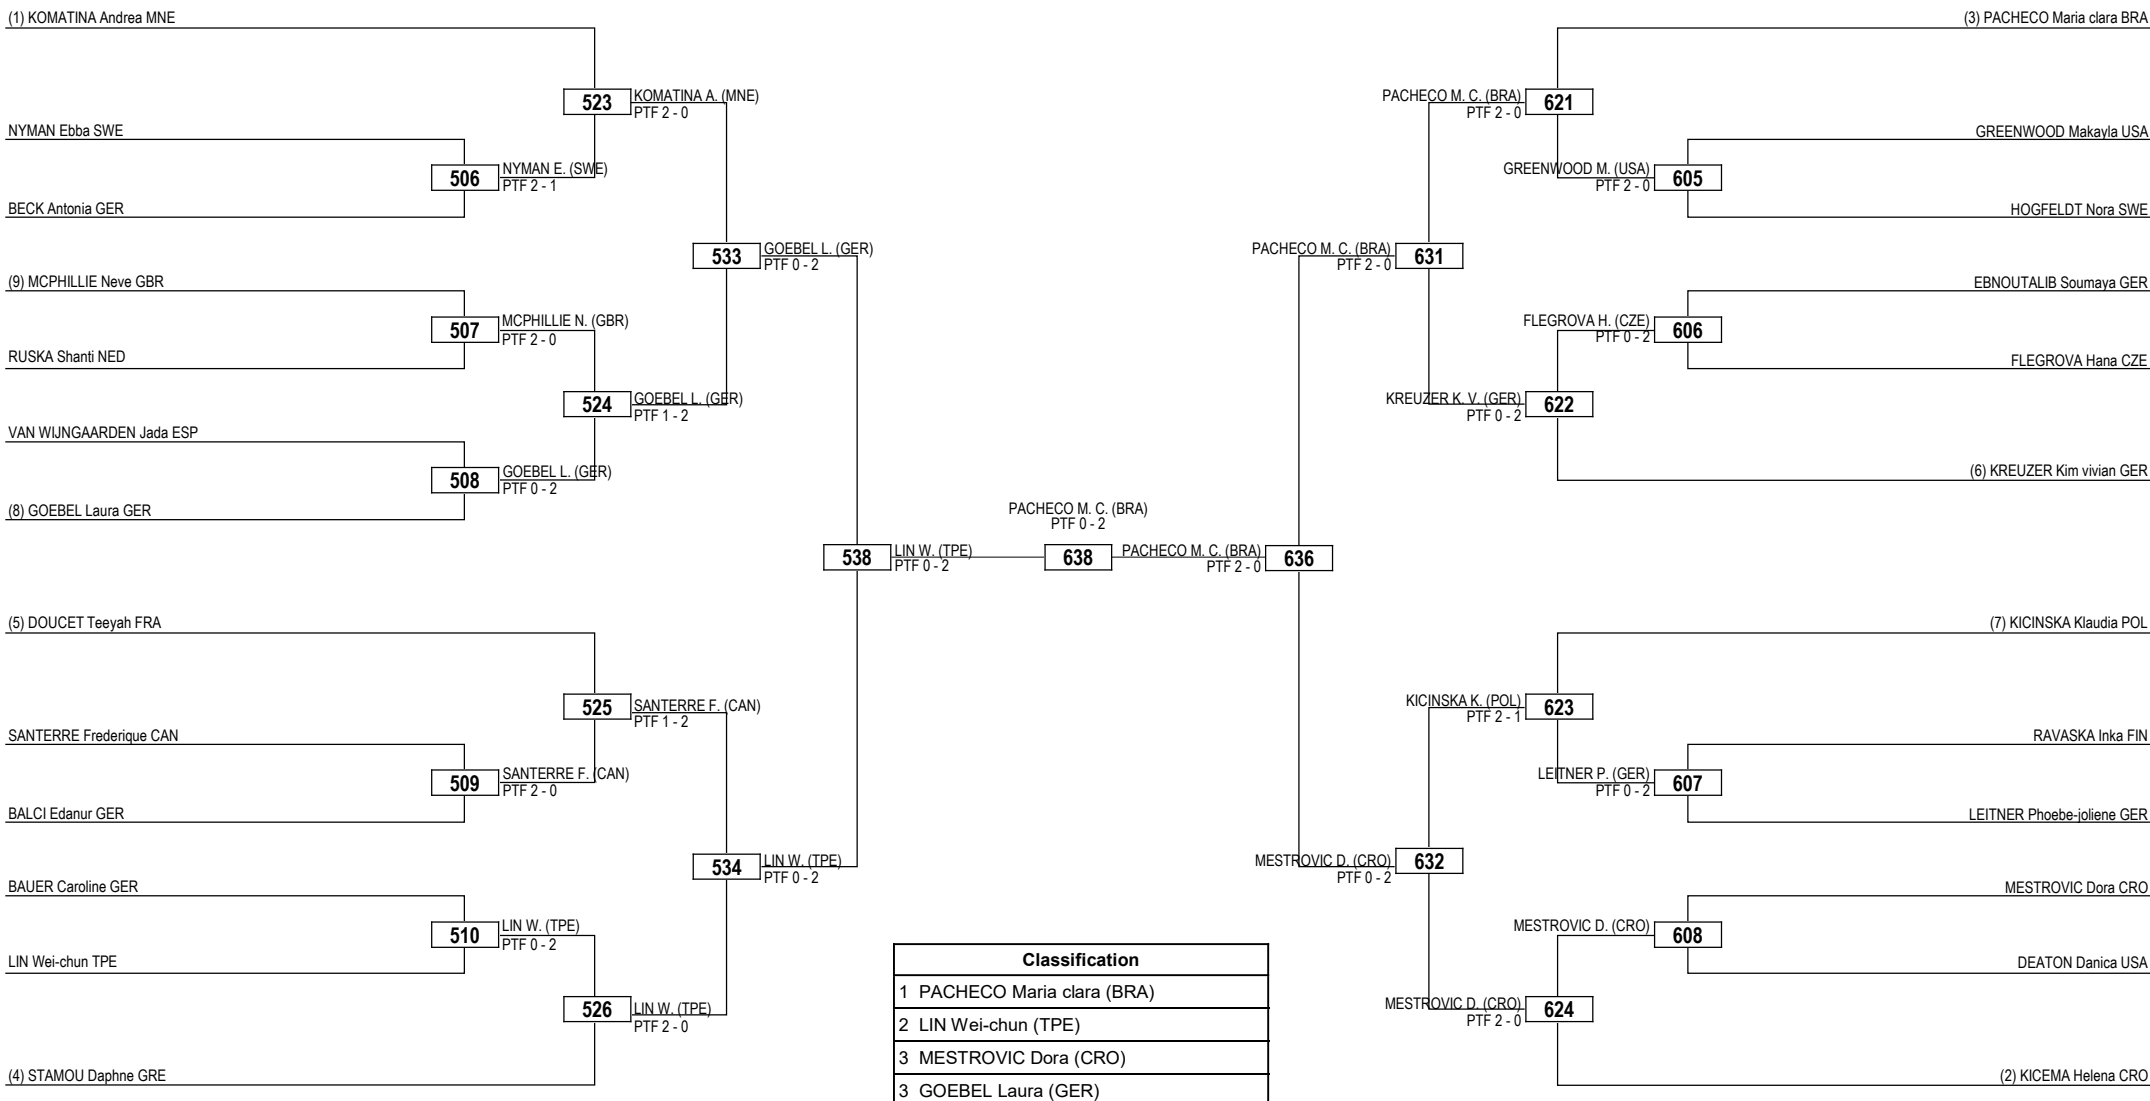 (1) KOMATINA Andrea MNE
(3) PACHECO Maria clara BRA
523
KOMATINA A. (MNE)
PTF 2 - 0
PACHECO M. C. (BRA)
PTF 2 - 0
621
NYMAN Ebba SWE
GREENWOOD Makayla USA
506
NYMAN E. (SWE)
PTF 2 - 1
GREENWOOD M. (USA)
PTF 2 - 0
605
BECK Antonia GER
HOGFELDT Nora SWE
533
GOEBEL L. (GER)
PTF 0 - 2
PACHECO M. C. (BRA)
PTF 2 - 0
631
(9) MCPHILLIE Neve GBR
EBNOUTALIB Soumaya GER
507
MCPHILLIE N. (GBR)
PTF 2 - 0
FLEGROVA H. (CZE)
PTF 0 - 2
606
RUSKA Shanti NED
FLEGROVA Hana CZE
524
GOEBEL L. (GER)
PTF 1 - 2
KREUZER K. V. (GER)
PTF 0 - 2
622
VAN WIJNGAARDEN Jada ESP
508
GOEBEL L. (GER)
PTF 0 - 2
(6) KREUZER Kim vivian GER
(8) GOEBEL Laura GER
PACHECO M. C. (BRA)
PTF 0 - 2
538
LIN W. (TPE)
PTF 0 - 2
638
PACHECO M. C. (BRA)
PTF 2 - 0
636
(5) DOUCET Teeyah FRA
(7) KICINSKA Klaudia POL
525
SANTERRE F. (CAN)
PTF 1 - 2
KICINSKA K. (POL)
PTF 2 - 1
623
SANTERRE Frederique CAN
RAVASKA Inka FIN
509
SANTERRE F. (CAN)
PTF 2 - 0
LEITNER P. (GER)
PTF 0 - 2
607
BALCI Edanur GER
LEITNER Phoebe-joliene GER
534
LIN W. (TPE)
PTF 0 - 2
MESTROVIC D. (CRO)
PTF 0 - 2
632
BAUER Caroline GER
MESTROVIC Dora CRO
510
LIN W. (TPE)
PTF 0 - 2
MESTROVIC D. (CRO)
608
LIN Wei-chun TPE
DEATON Danica USA
526
LIN W. (TPE)
PTF 2 - 0
MESTROVIC D. (CRO)
PTF 2 - 0
624
(4) STAMOU Daphne GRE
(2) KICEMA Helena CRO
Classification
1 PACHECO Maria clara (BRA)
2 LIN Wei-chun (TPE)
3 MESTROVIC Dora (CRO)
3 GOEBEL Laura (GER)